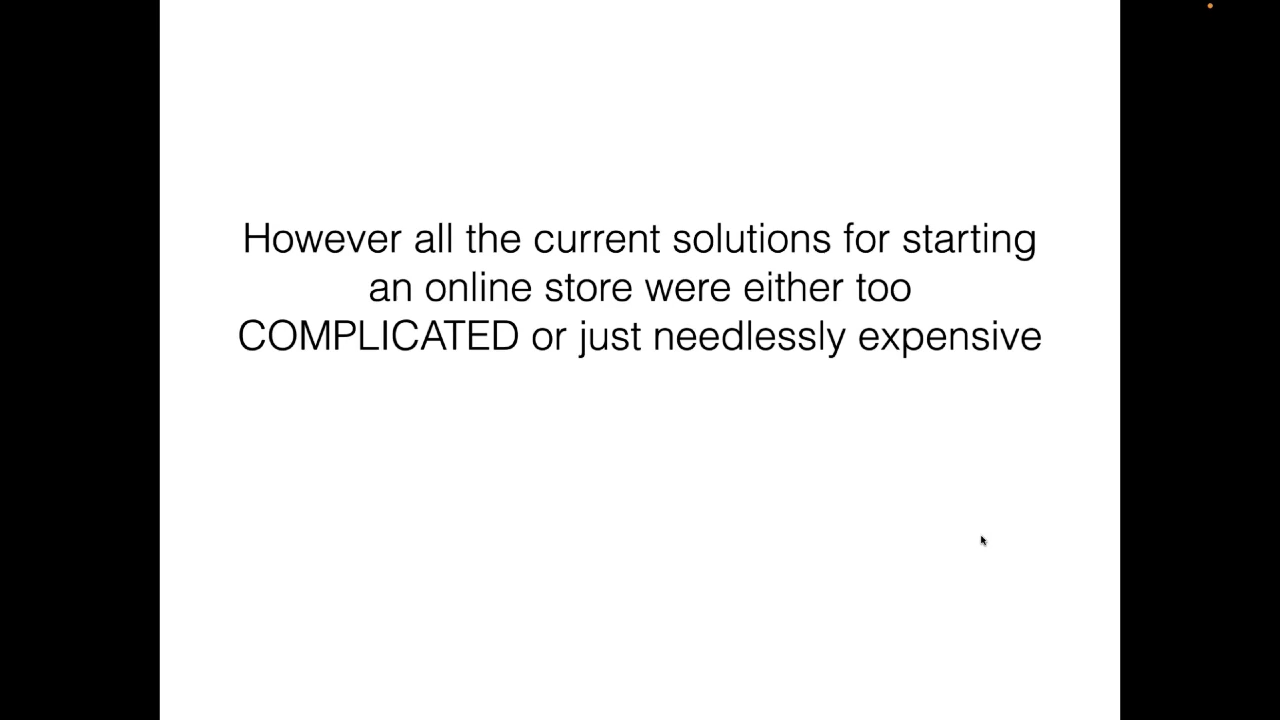 However all the current solutions for starting
an online store were either too
COMPLICATED or just needlessly expensive